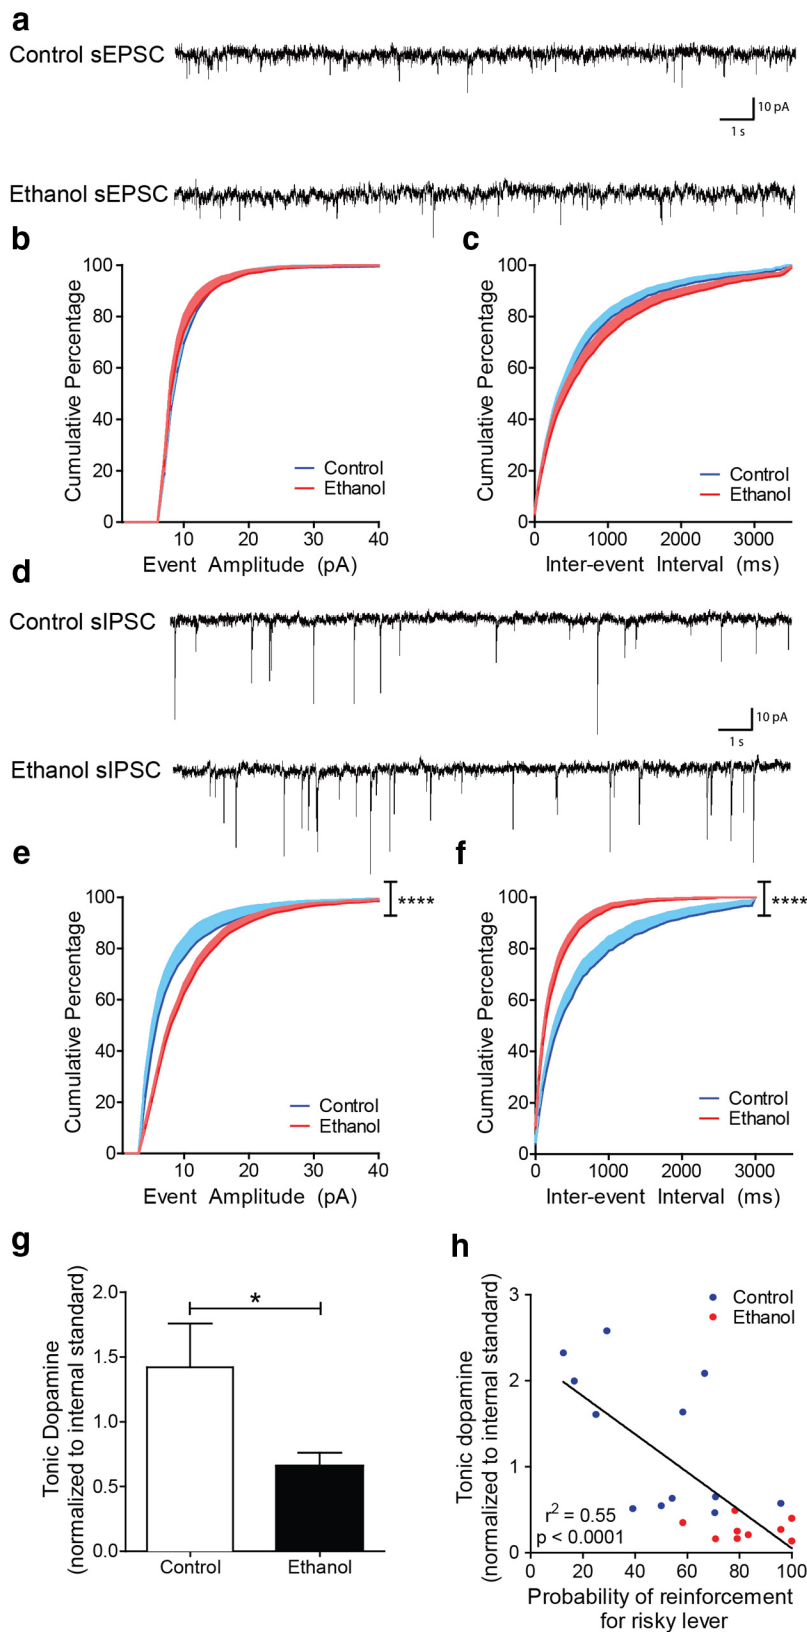 a
Control sEPSC
10 pA
1 s
Ethanol sEPSC
b
Cumulative Percentage
100
80
60
40
20
0
10 20 30 40
Event Amplitude (pA)
Control
Ethanol
c
Cumulative Percentage
100
80
60
40
20
0
0 1000 2000 3000
Inter-event Interval (ms)
Control
Ethanol
d
Control sIPSC
10 pA
1 s
Ethanol sIPSC
e
Cumulative Percentage
100
80
60
40
20
0
10 20 30 40
Event Amplitude (pA)
Control
Ethanol
****
f
Cumulative Percentage
100
80
60
40
20
0
0 1000 2000 3000
Inter-event Interval (ms)
Control
Ethanol
****
g
Tonic Dopamine
(normalized to internal standard)
2.0
1.5
1.0
0.5
0.0
*
Control Ethanol
h
Tonic dopamine
(normalized to internal standard)
3
2
1
0
Control
Ethanol
r² = 0.55
p < 0.0001
0 20 40 60 80 100
Probability of reinforcement
for risky lever